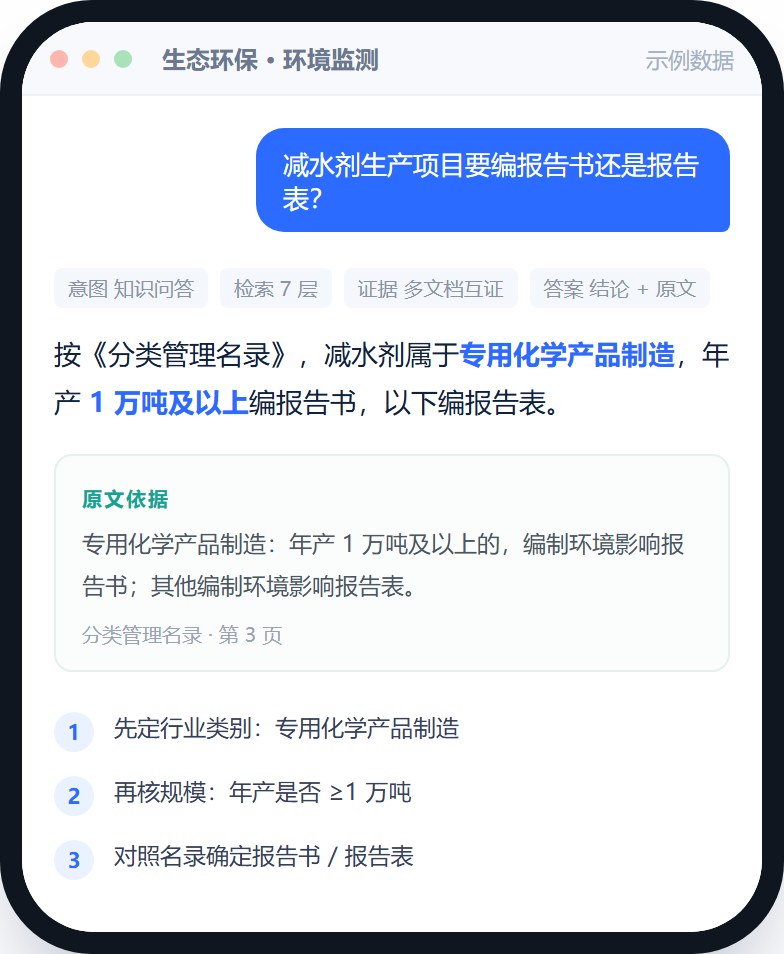 生态环保 · 环境监测
示例数据
减水剂生产项目要编报告书还是报告
表？
意图 知识问答
检索 7 层
证据 多文档互证
答案 结论 + 原文
按《分类管理名录》，减水剂属于专用化学产品制造，年
产 1 万吨及以上编报告书，以下编报告表。
原文依据
专用化学产品制造：年产 1 万吨及以上的，编制环境影响报
告书；其他编制环境影响报告表。
分类管理名录 · 第 3 页
1 先定行业类别：专用化学产品制造
2 再核规模：年产是否 ≥1 万吨
3 对照名录确定报告书 / 报告表